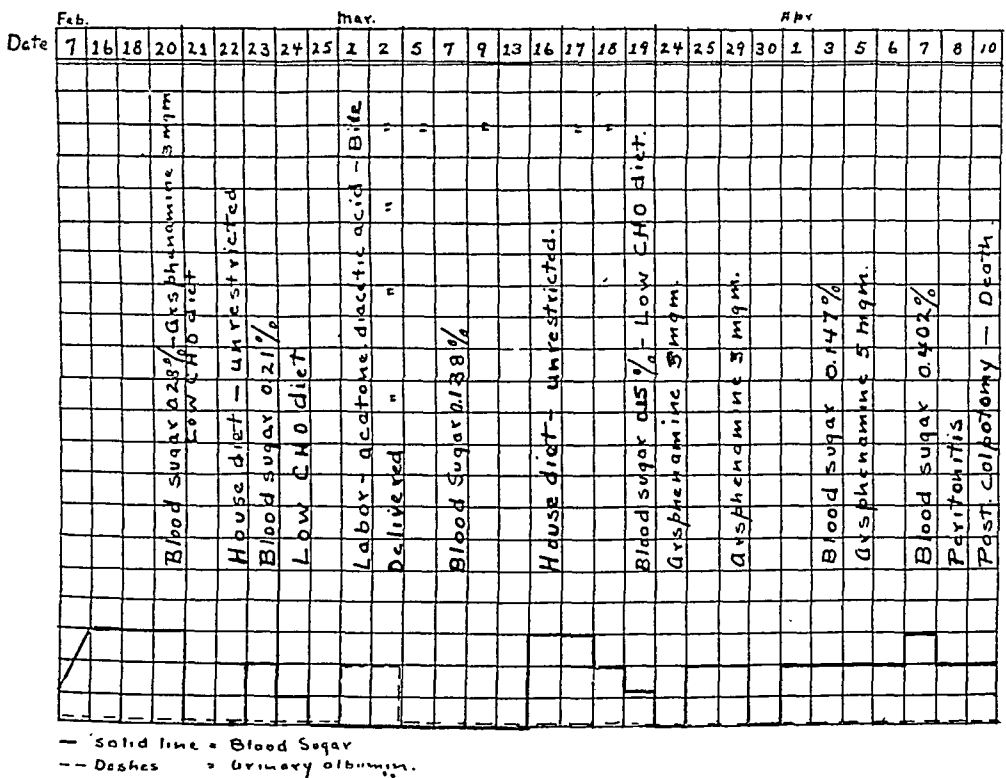 Feb. Mar. Apr
Date 7 16 18 20 21 22 23 24 25 1 2 5 7 9 13 16 17 18 19 24 25 29 30 1 3 5 6 7 8 10
Blood sugar 0.28%-Arsphenamine 3 mgm
Low CHO diet
House diet - unrestricted
Blood sugar 0.21%
Low CHO diet
Labor - acatone. diacetic acid - Bile
Delivered " " " "
"
Blood Sugar 0.138%
"
House diet - unrestricted.
"
"
Blood sugar 0.15% - Low CHO diet.
Arsphenamine 3 mgm.
Arsphenamine 3 mgm.
Blood sugar 0.147%
Arsphenamine 5 mgm.
Blood sugar 0.402%
Peritonitis
Post. Colpotomy - Death.
— Solid line = Blood Sugar
-- Dashes = Urinary albumin.